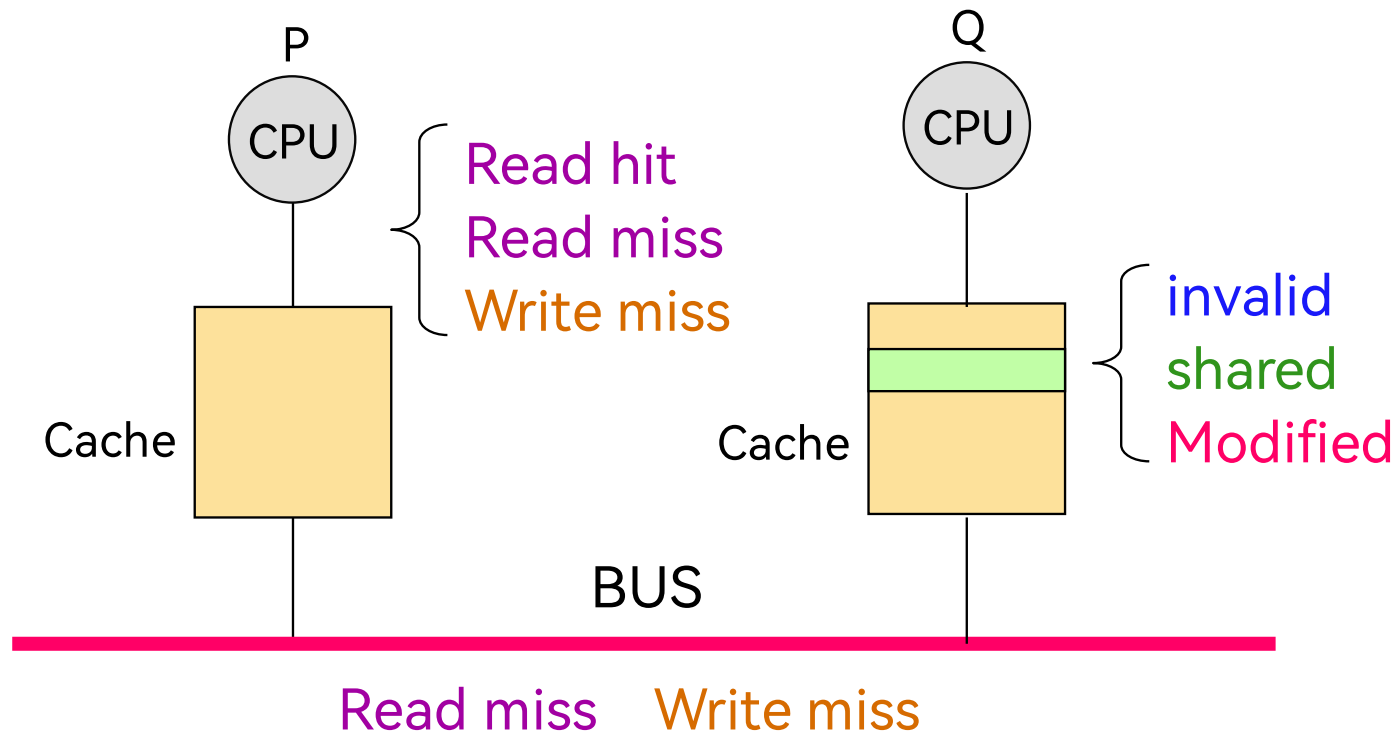 P
Q
CPU
CPU
Read hit
Read miss
Write miss
invalid
shared
Modified
Cache
Cache
BUS
Read miss Write miss